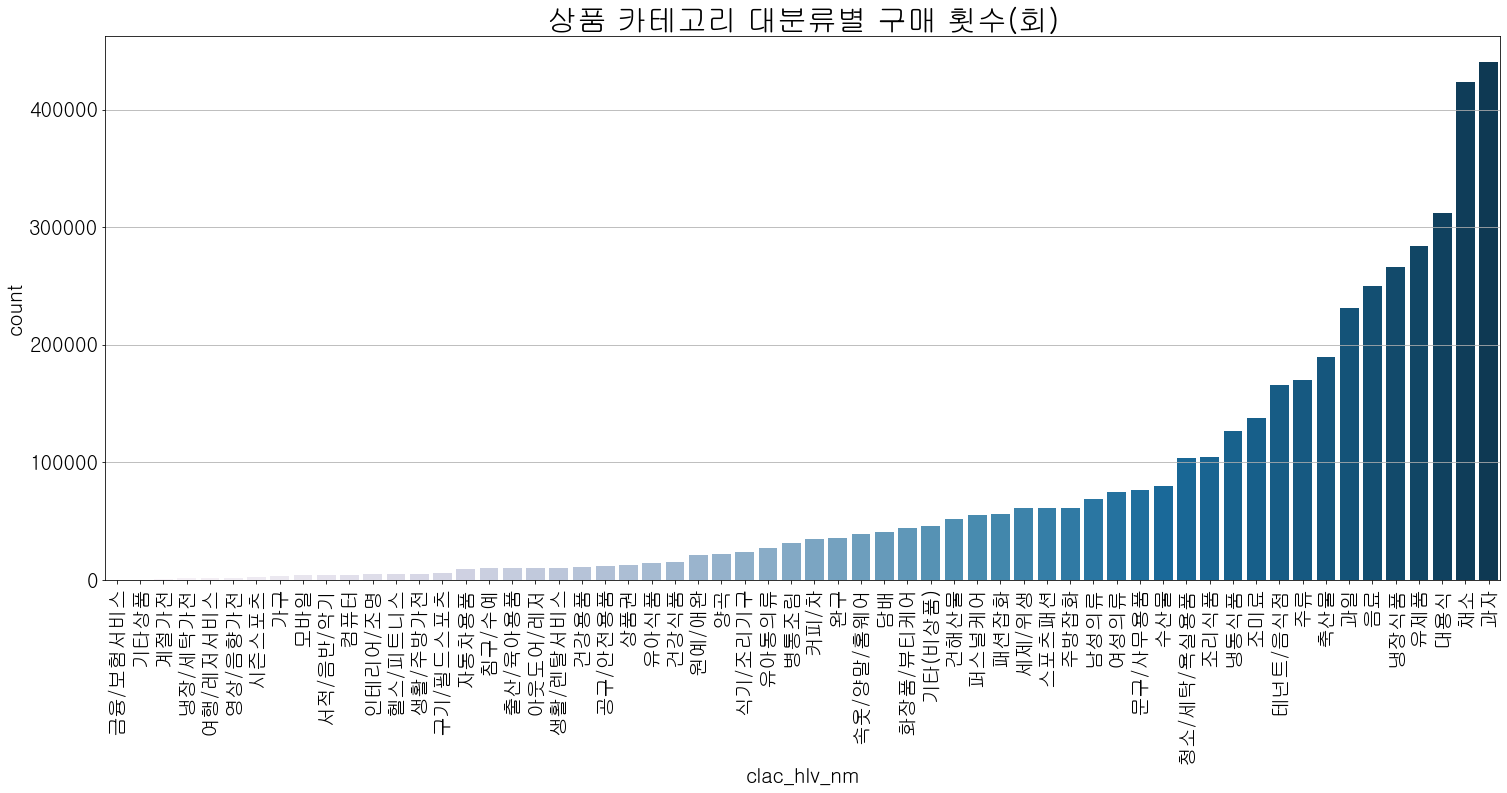 상품 카테고리 대분류별 구매 횟수(회)
count
400000
300000
200000
100000
0
금융/보험서비스
기타상품
계절가전
냉장/세탁가전
여행/레저서비스
영상/음향가전
시즌스포츠
가구
모바일
서적/음반/악기
컴퓨터
인테리어/조명
헬스/피트니스
생활/주방가전
구기/필드스포츠
자동차용품
침구/수예
출산/육아용품
아웃도어/레저
생활/렌탈서비스
건강용품
공구/안전용품
상품권
유아식품
건강식품
원예/애완
양곡
식기/조리기구
유아동의류
병통조림
커피/차
완구
속옷/양말/홈웨어
담배
화장품/뷰티케어
기타(비상품)
건해산물
퍼스널케어
패션잡화
세제/위생
스포츠패션
주방잡화
남성의류
여성의류
문구/사무용품
수산물
청소/세탁/욕실용품
조리식품
냉동식품
조미료
테넌트/음식점
주류
축산물
과일
음료
냉장식품
유제품
대용식
채소
과자
clac_hlv_nm